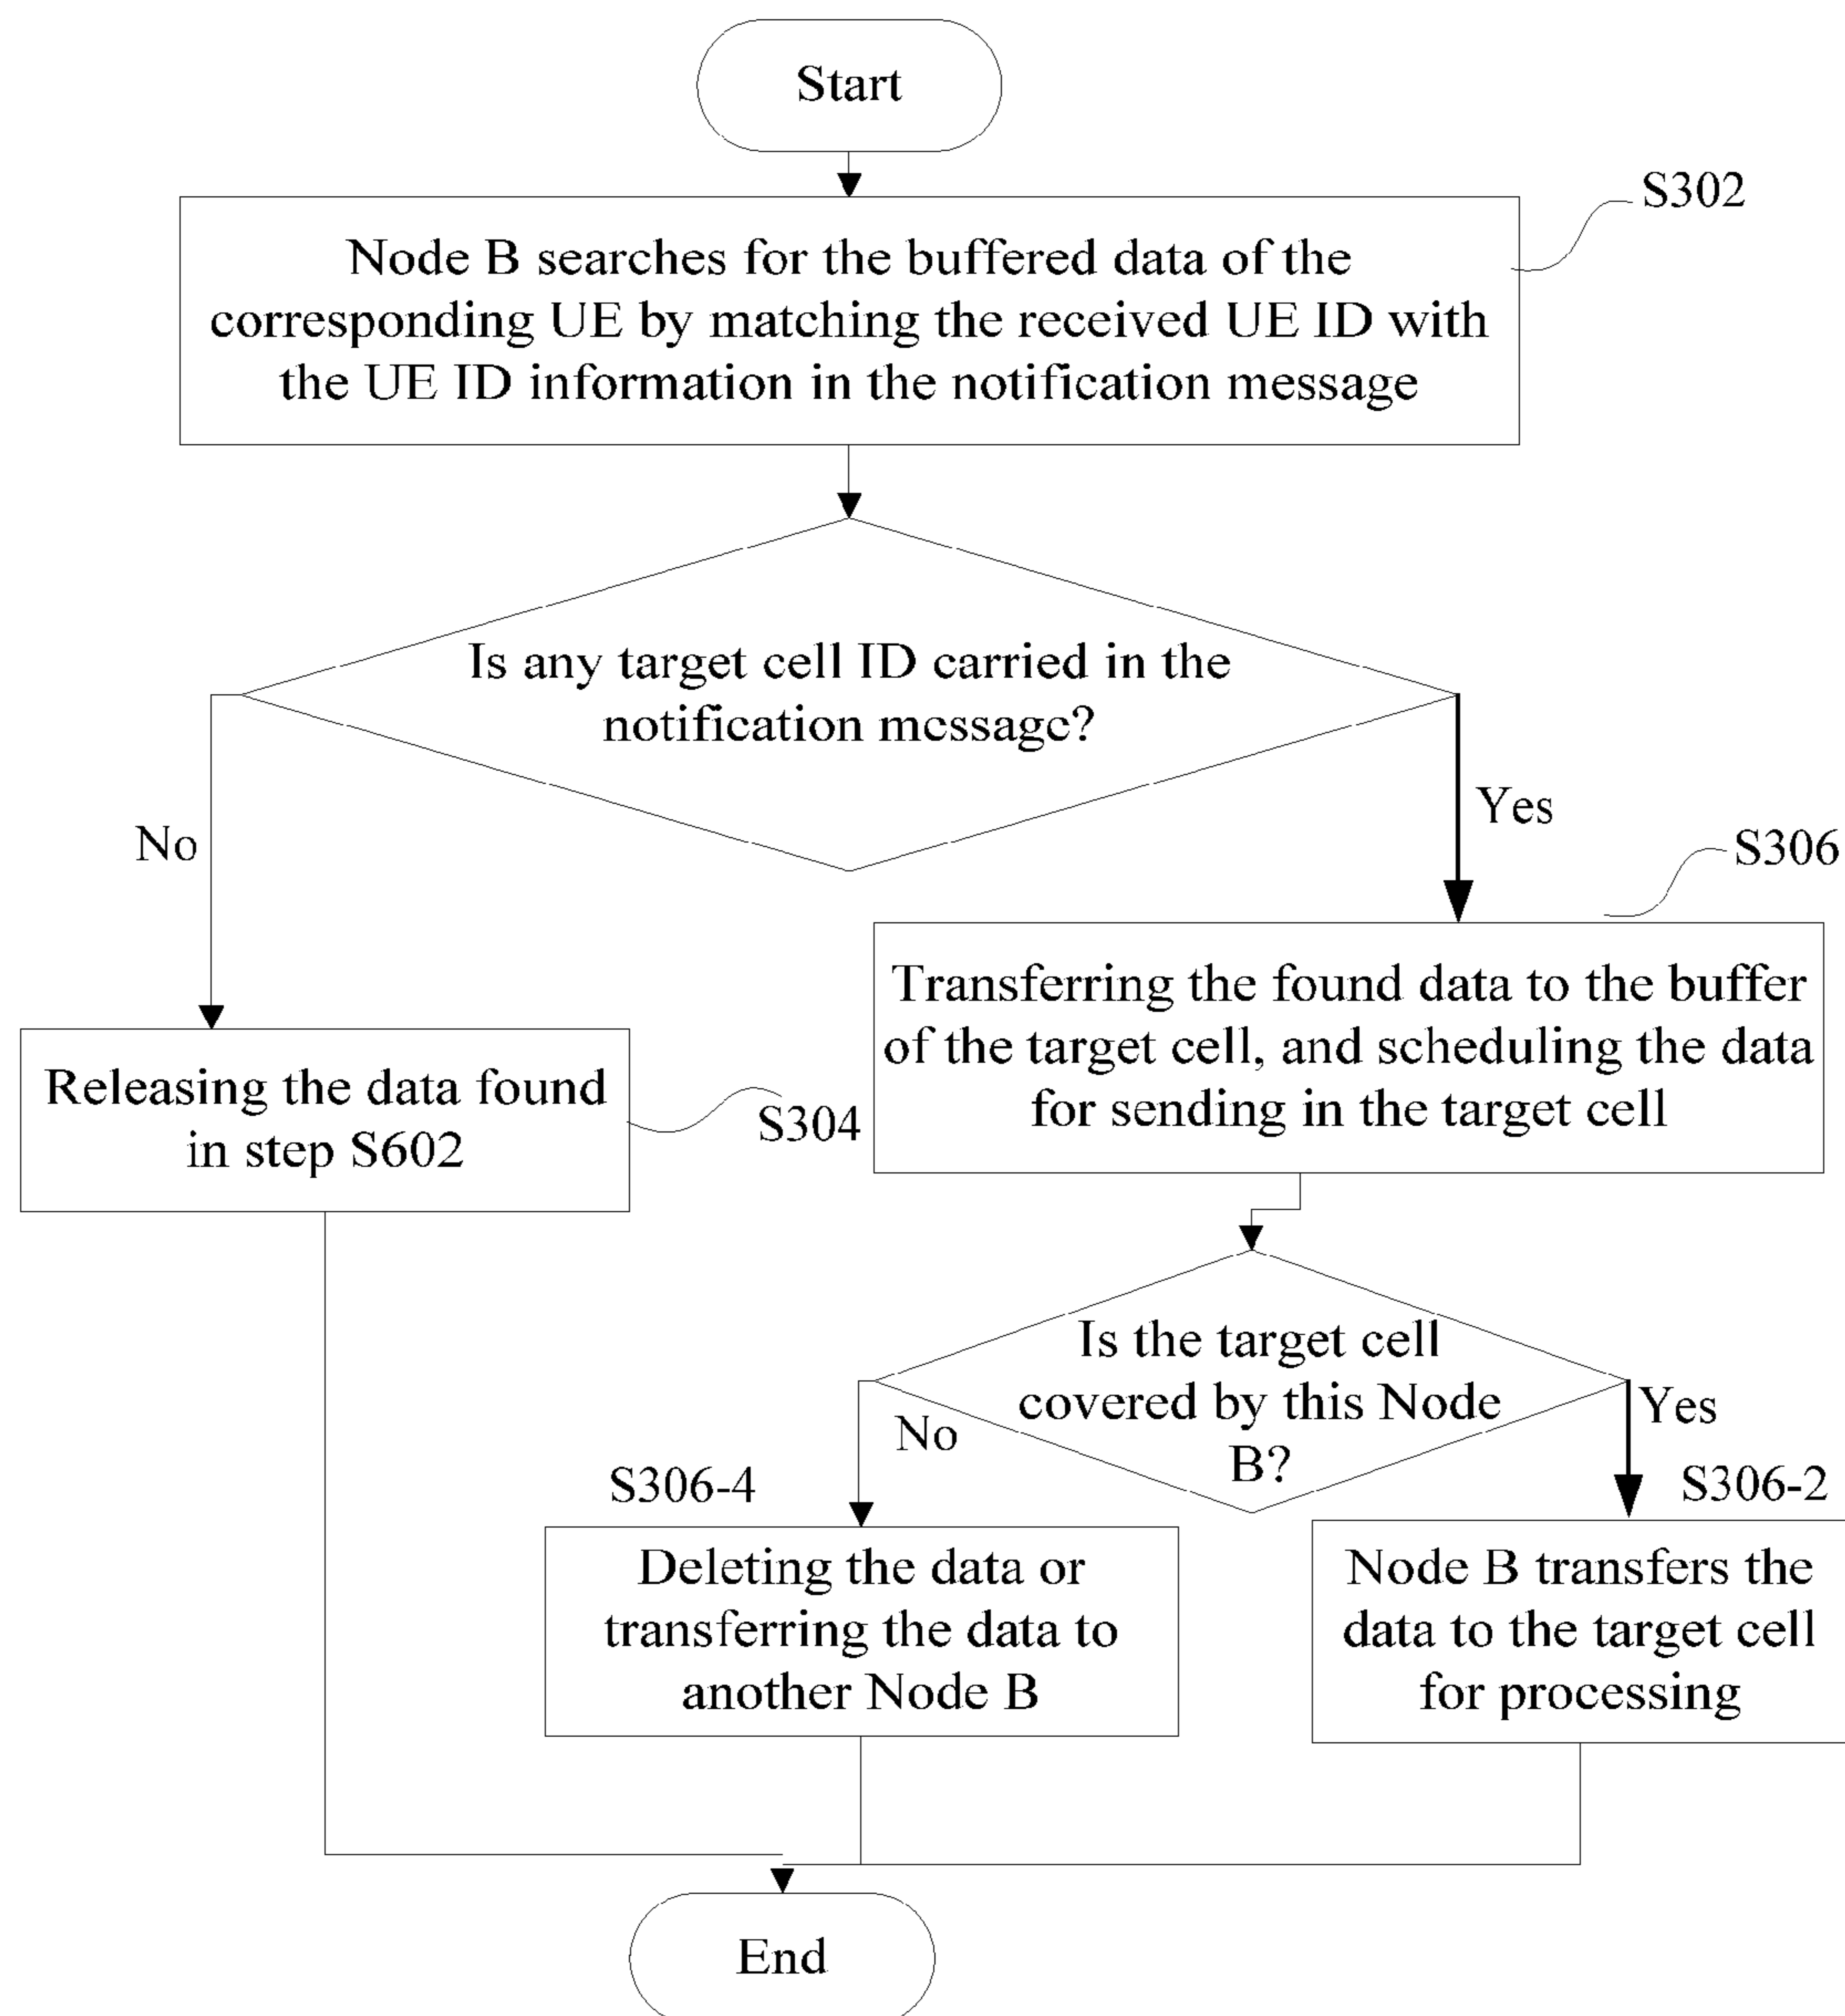 Start
S302
Node B searches for the buffered data of the
corresponding UE by matching the received UE ID with
the UE ID information in the notification message
Is any target cell ID carried in the
notification message?
No
Yes
S306
Transferring the found data to the buffer
of the target cell, and scheduling the data
for sending in the target cell
Releasing the data found
in step S602
S304
Is the target cell
covered by this Node
B?
No
Yes
S306-4
S306-2
Deleting the data or
transferring the data to
another Node B
Node B transfers the
data to the target cell
for processing
End